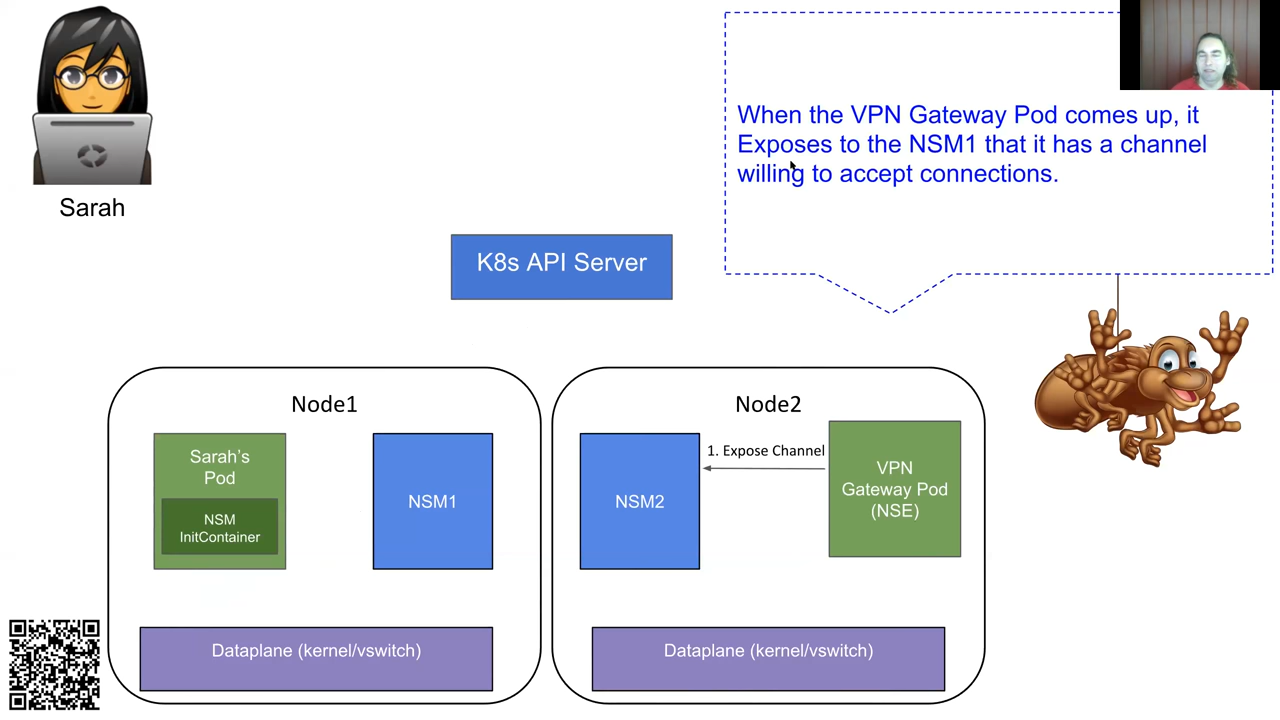 When the VPN Gateway Pod comes up, it
Exposes to the NSM1 that it has a channel
willing to accept connections.
Sarah
K8s API Server
Node1
Sarah's
Pod
NSM
InitContainer
NSM1
Dataplane (kernel/vswitch)
Node2
NSM2
1. Expose Channel
VPN
Gateway Pod
(NSE)
Dataplane (kernel/vswitch)